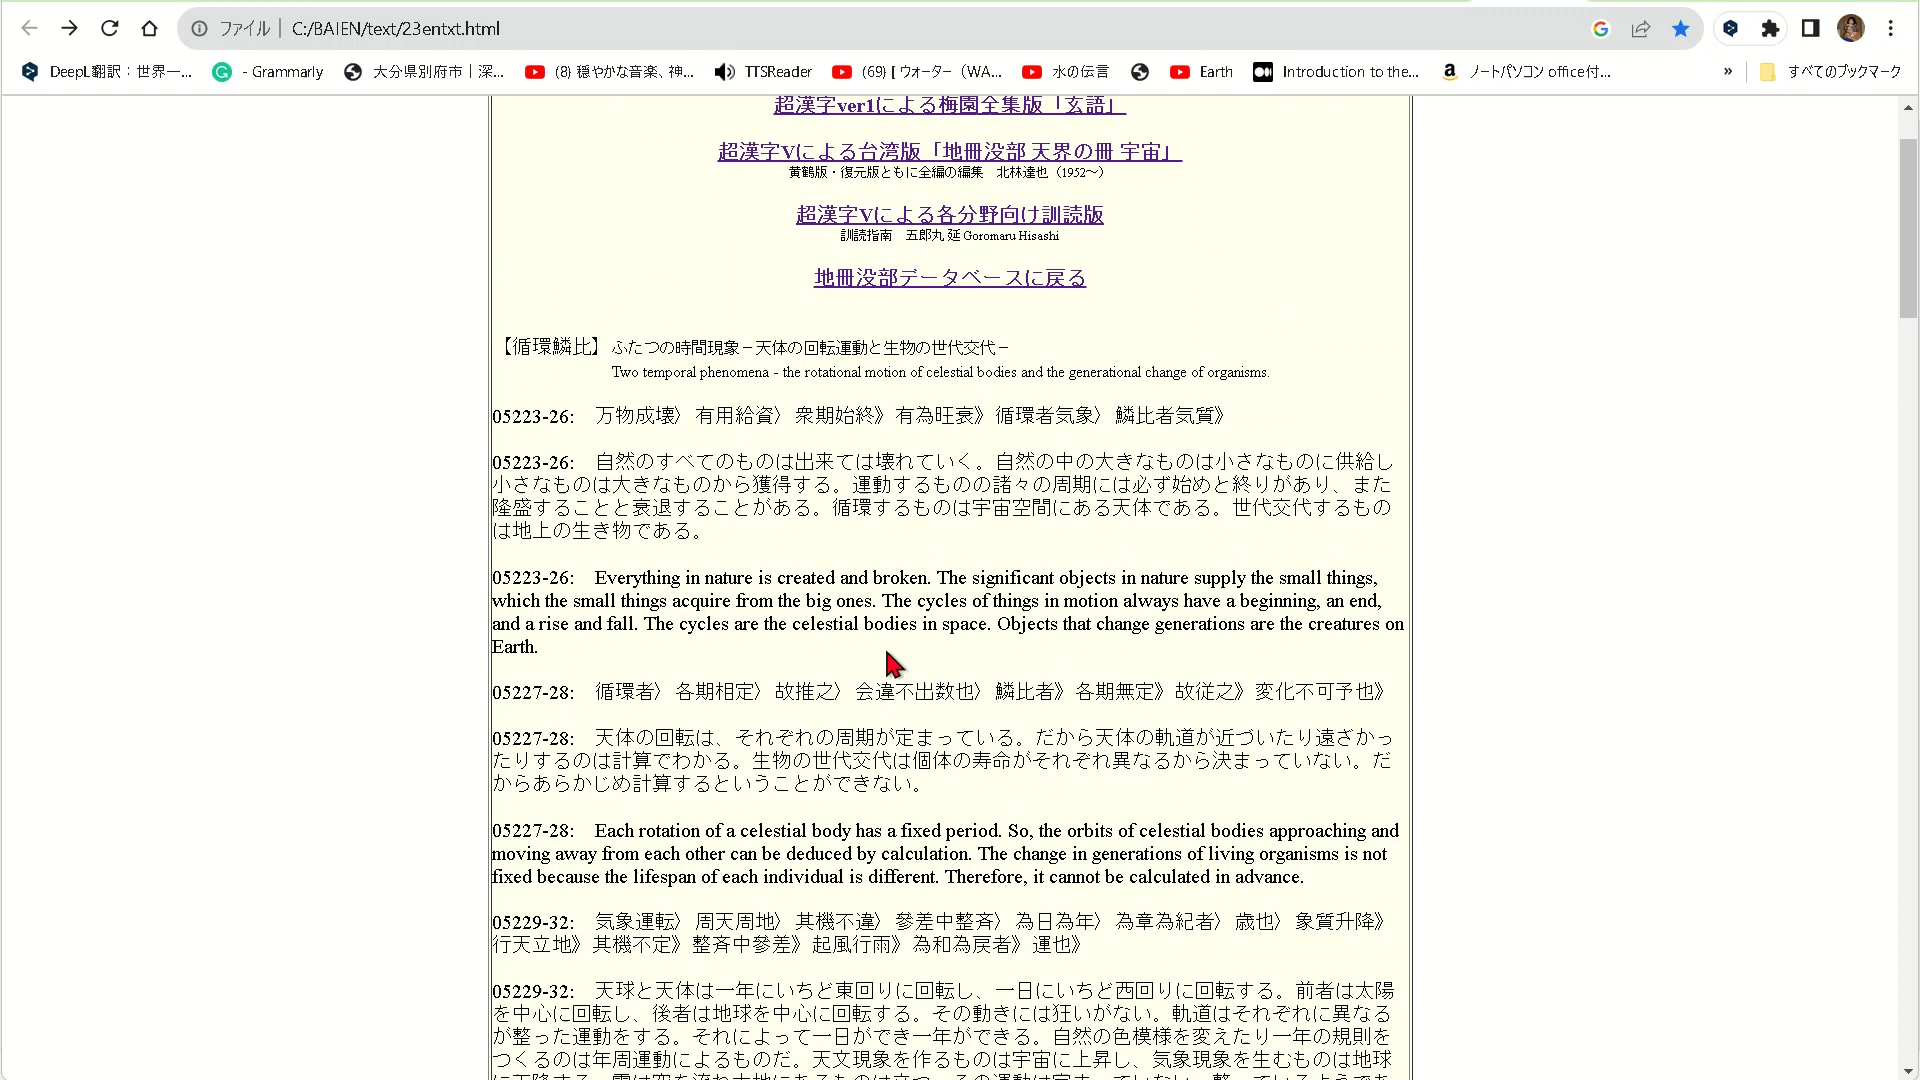 ファイル C:/BAIEN/text/23entxt.html
DeepL翻訳：世界一... - Grammarly 大分県別府市｜深... (8) 穏やかな音楽、神... TTSReader (69) [ ウォーター（WA... 水の伝言 Earth Introduction to the... ノートパソコン office付... » すべてのブックマーク
超漢字ver1による梅園全集版「玄語」
超漢字Vによる台湾版「地冊没部 天界の冊 宇宙」
黄鶴版・復元版ともに全編の編集　北林達也（1952～）
超漢字Vによる各分野向け訓読版
訓読指南　五郎丸 延 Goromaru Hisashi
地冊没部データベースに戻る
【循環鱗比】 ふたつの時間現象－天体の回転運動と生物の世代交代－
Two temporal phenomena - the rotational motion of celestial bodies and the generational change of organisms.
05223-26:　万物成壊〉有用給資〉衆期始終》有為旺衰》循環者気象〉鱗比者気質》
05223-26:　自然のすべてのものは出来ては壊れていく。自然の中の大きなものは小さなものに供給し
小さなものは大きなものから獲得する。運動するものの諸々の周期には必ず始めと終りがあり、また
隆盛することと衰退することがある。循環するものは宇宙空間にある天体である。世代交代するもの
は地上の生き物である。
05223-26:　Everything in nature is created and broken. The significant objects in nature supply the small things,
which the small things acquire from the big ones. The cycles of things in motion always have a beginning, an end,
and a rise and fall. The cycles are the celestial bodies in space. Objects that change generations are the creatures on
Earth.
05227-28:　循環者〉各期相定〉故推之〉会違不出数也〉鱗比者》各期無定》故従之》変化不可予也》
05227-28:　天体の回転は、それぞれの周期が定まっている。だから天体の軌道が近づいたり遠ざかっ
たりするのは計算でわかる。生物の世代交代は個体の寿命がそれぞれ異なるから決まっていない。だ
からあらかじめ計算するということができない。
05227-28:　Each rotation of a celestial body has a fixed period. So, the orbits of celestial bodies approaching and
moving away from each other can be deduced by calculation. The change in generations of living organisms is not
fixed because the lifespan of each individual is different. Therefore, it cannot be calculated in advance.
05229-32:　気象運転〉周天周地〉其機不違〉參差中整斉〉為日為年〉為章為紀者〉歳也〉象質升降》
行天立地》其機不定》整斉中參差》起風行雨》為和為戻者》運也》
05229-32:　天球と天体は一年にいちど東回りに回転し、一日にいちど西回りに回転する。前者は太陽
を中心に回転し、後者は地球を中心に回転する。その動きには狂いがない。軌道はそれぞれに異なる
が整った運動をする。それによって一日ができ一年ができる。自然の色模様を変えたり一年の規則を
つくるのは年周運動によるものだ。天文現象を作るものは宇宙に上昇し、気象現象を生むものは地球